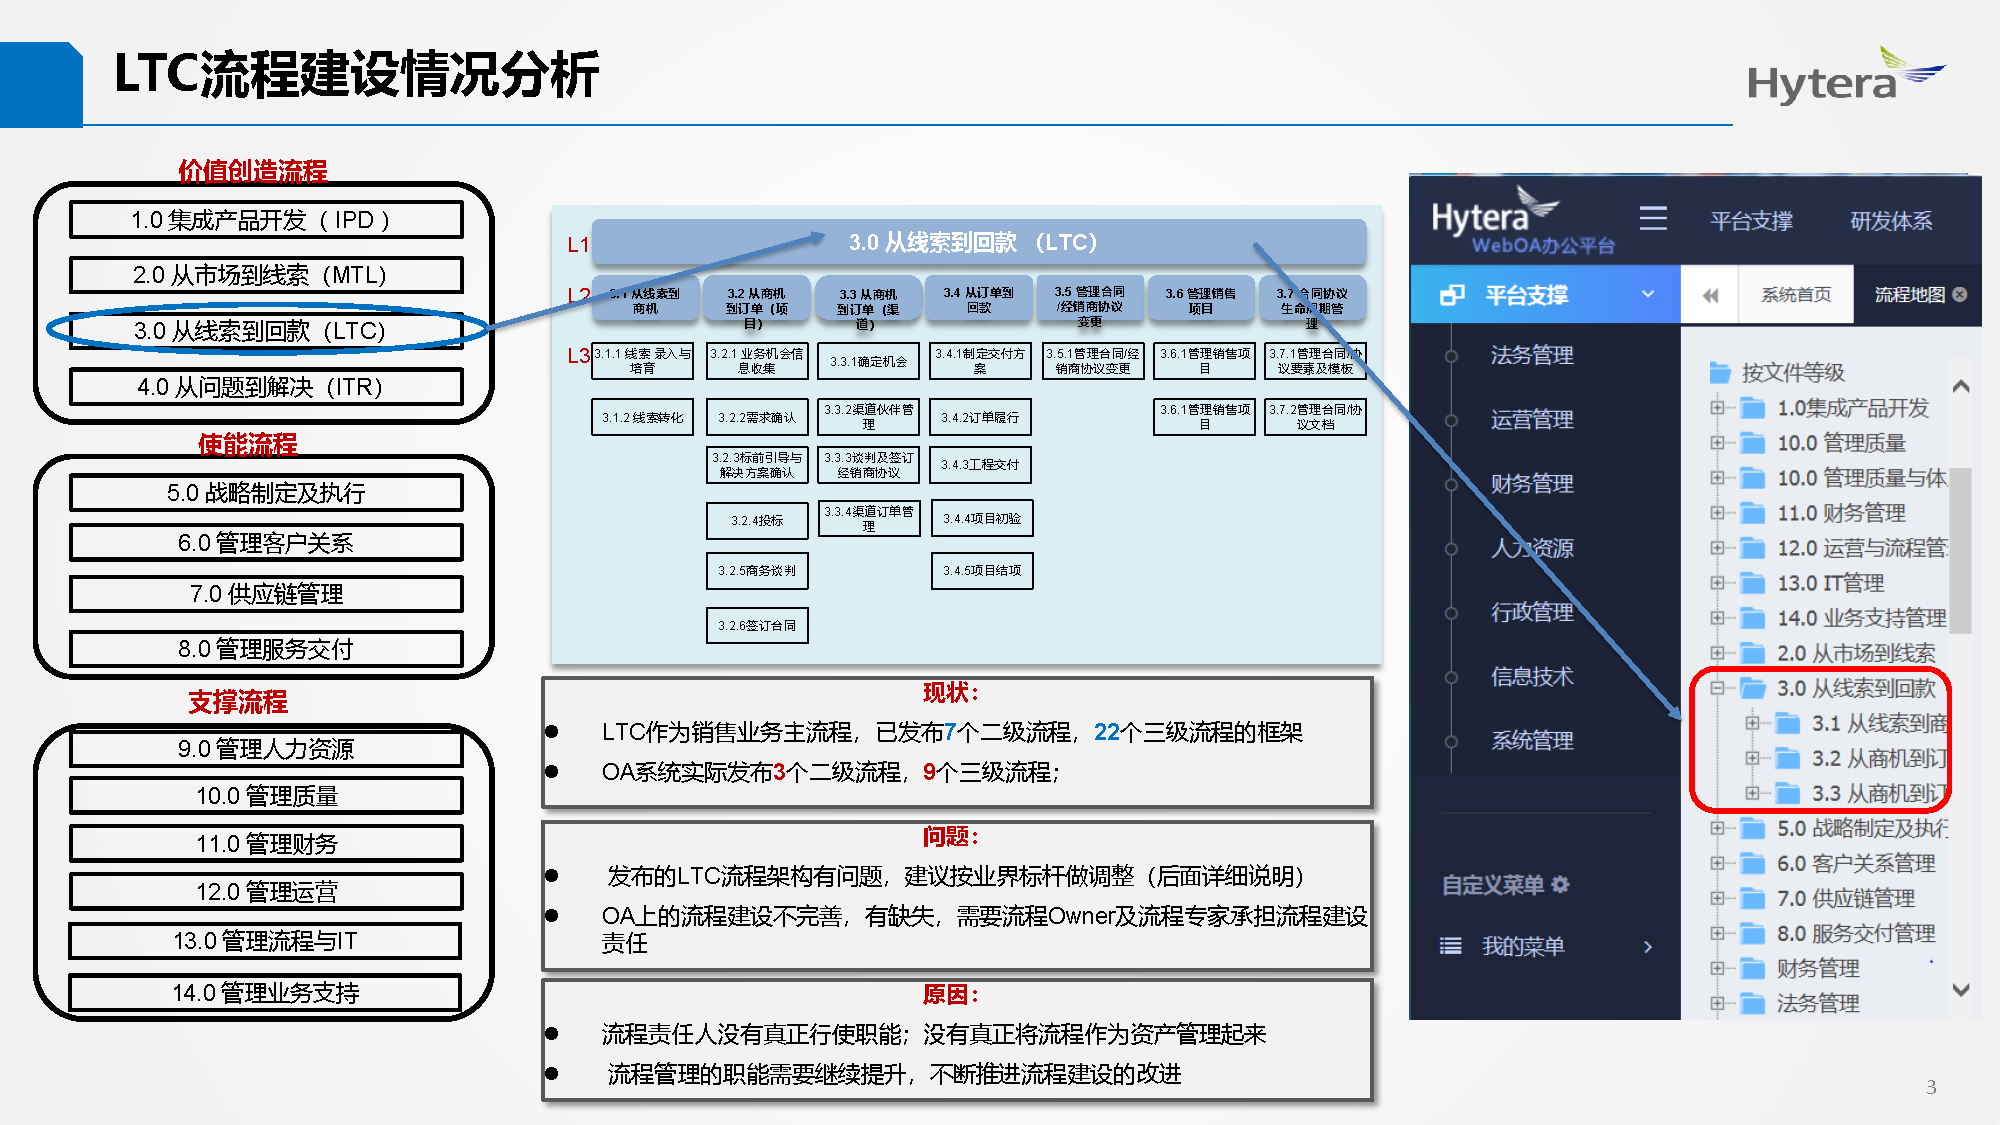 LTC流程建设情况分析
Hytera
价值创造流程
1.0 集成产品开发（ IPD ）
2.0 从市场到线索（MTL）
3.0 从线索到回款（LTC）
4.0 从问题到解决（ITR）
使能流程
5.0 战略制定及执行
6.0 管理客户关系
7.0 供应链管理
8.0 管理服务交付
支撑流程
9.0 管理人力资源
10.0 管理质量
11.0 管理财务
12.0 管理运营
13.0 管理流程与IT
14.0 管理业务支持
L1
3.0 从线索到回款 （LTC）
L2
3.1 从线索到
商机
3.2 从商机
到订单（项
目）
3.3 从商机
到订单（渠
道）
3.4 从订单到
回款
3.5 管理合同
/经销商协议
变更
3.6 管理销售
项目
3.7 合同协议
生命周期管
理
L3
3.1.1 线索 录入与
培育
3.2.1 业务机会信
息收集
3.3.1确定机会
3.4.1制定交付方
案
3.5.1管理合同/经
销商协议变更
3.6.1管理销售项
目
3.7.1管理合同/协
议要素及模板
3.1.2 线索转化
3.2.2需求确认
3.3.2渠道伙伴管
理
3.4.2订单履行
3.6.1管理销售项
目
3.7.2管理合同/协
议文档
3.2.3标前引导与
解决方案确认
3.3.3谈判及签订
经销商协议
3.4.3工程交付
3.2.4投标
3.3.4渠道订单管
理
3.4.4项目初验
3.2.5商务谈判
3.4.5项目结项
3.2.6签订合同
现状：
● LTC作为销售业务主流程，已发布7个二级流程，22个三级流程的框架
● OA系统实际发布3个二级流程，9个三级流程；
问题：
● 发布的LTC流程架构有问题，建议按业界标杆做调整（后面详细说明）
● OA上的流程建设不完善，有缺失，需要流程Owner及流程专家承担流程建设
责任
原因：
● 流程责任人没有真正行使职能；没有真正将流程作为资产管理起来
● 流程管理的职能需要继续提升，不断推进流程建设的改进
Hytera
WebOA办公平台
平台支撑
研发体系
平台支撑
系统首页
流程地图
法务管理
运营管理
财务管理
人力资源
行政管理
信息技术
系统管理
自定义菜单
我的菜单
按文件等级
1.0集成产品开发
10.0 管理质量
10.0 管理质量与体
11.0 财务管理
12.0 运营与流程管
13.0 IT管理
14.0 业务支持管理
2.0 从市场到线索
3.0 从线索到回款
3.1 从线索到商
3.2 从商机到订
3.3 从商机到订
5.0 战略制定及执行
6.0 客户关系管理
7.0 供应链管理
8.0 服务交付管理
财务管理
法务管理
3